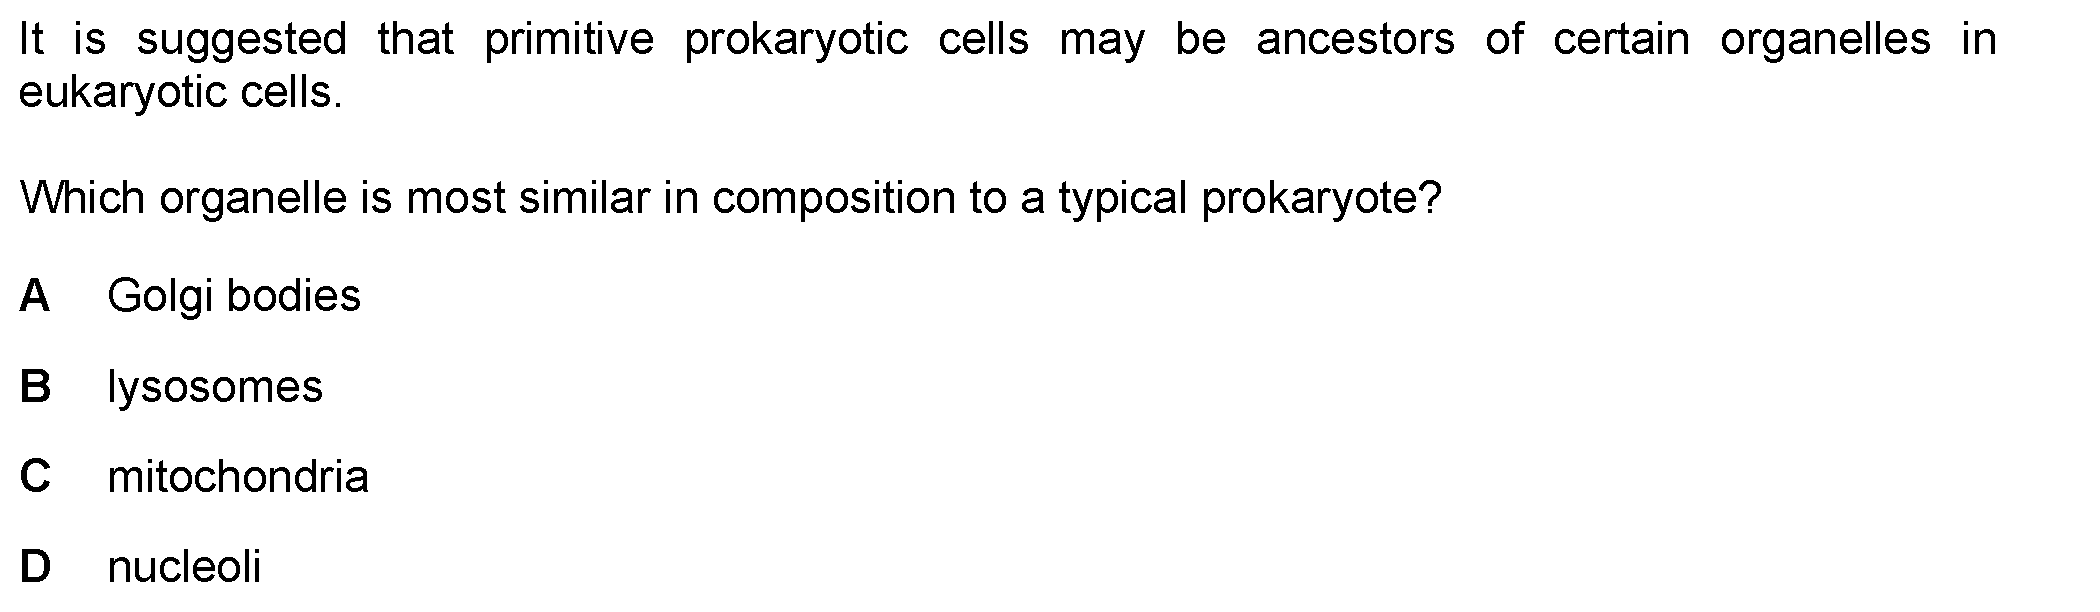 It is suggested that primitive prokaryotic cells may be ancestors of certain organelles in
eukaryotic cells.
Which organelle is most similar in composition to a typical prokaryote?
A Golgi bodies
B lysosomes
C mitochondria
D nucleoli